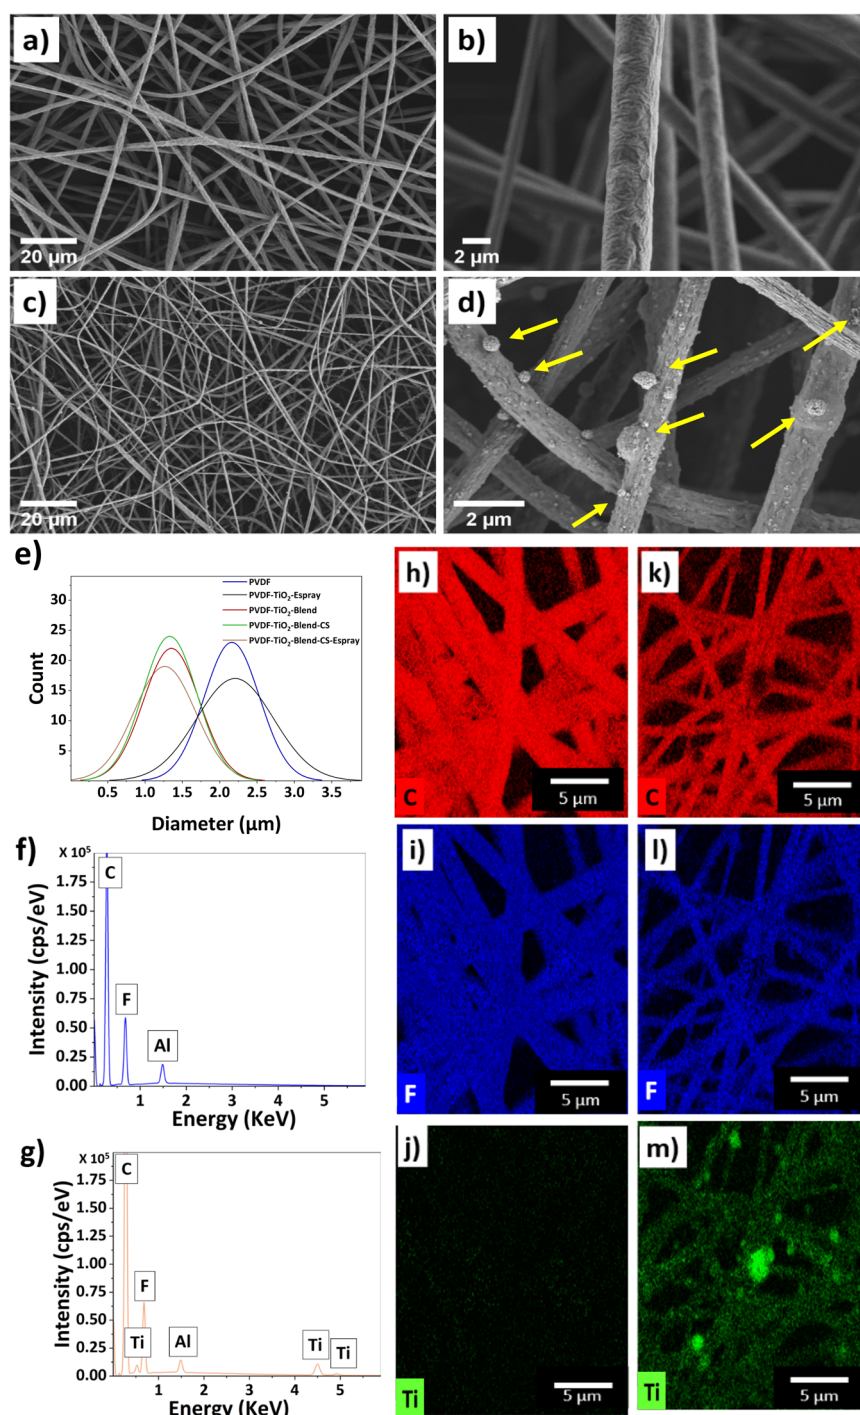 a)
20 μm
b)
2 μm
c)
20 μm
d)
2 μm
e)
PVDF
PVDF-TiO₂-Espray
PVDF-TiO₂-Blend
PVDF-TiO₂-Blend-CS
PVDF-TiO₂-Blend-CS-Espray
Count
30
25
20
15
10
5
0.5 1.0 1.5 2.0 2.5 3.0 3.5
Diameter (μm)
f)
X 10⁵
Intensity (cps/eV)
1.75
1.50
1.25
1.00
0.75
0.50
0.25
0.00
C
F
Al
1 2 3 4 5
Energy (KeV)
g)
X 10⁵
Intensity (cps/eV)
1.75
1.50
1.25
1.00
0.75
0.50
0.25
0.00
C
F
Ti
Al
Ti
Ti
1 2 3 4 5
Energy (KeV)
h)
C
5 μm
k)
C
5 μm
i)
F
5 μm
l)
F
5 μm
j)
Ti
5 μm
m)
Ti
5 μm